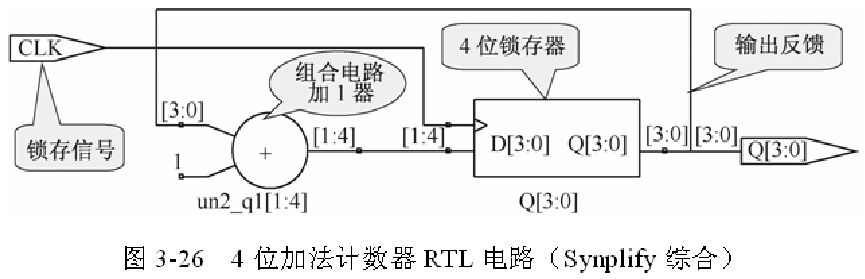 CLK
锁存信号
组合电路
加 1 器
4 位锁存器
输出反馈
[3:0]
1
+
un2_q1[1:4]
[1:4]
[1:4]
D[3:0]
Q[3:0]
Q[3:0]
[3:0]
[3:0]
Q[3:0]
图 3-26 4 位加法计数器 RTL 电路（Synplify 综合）